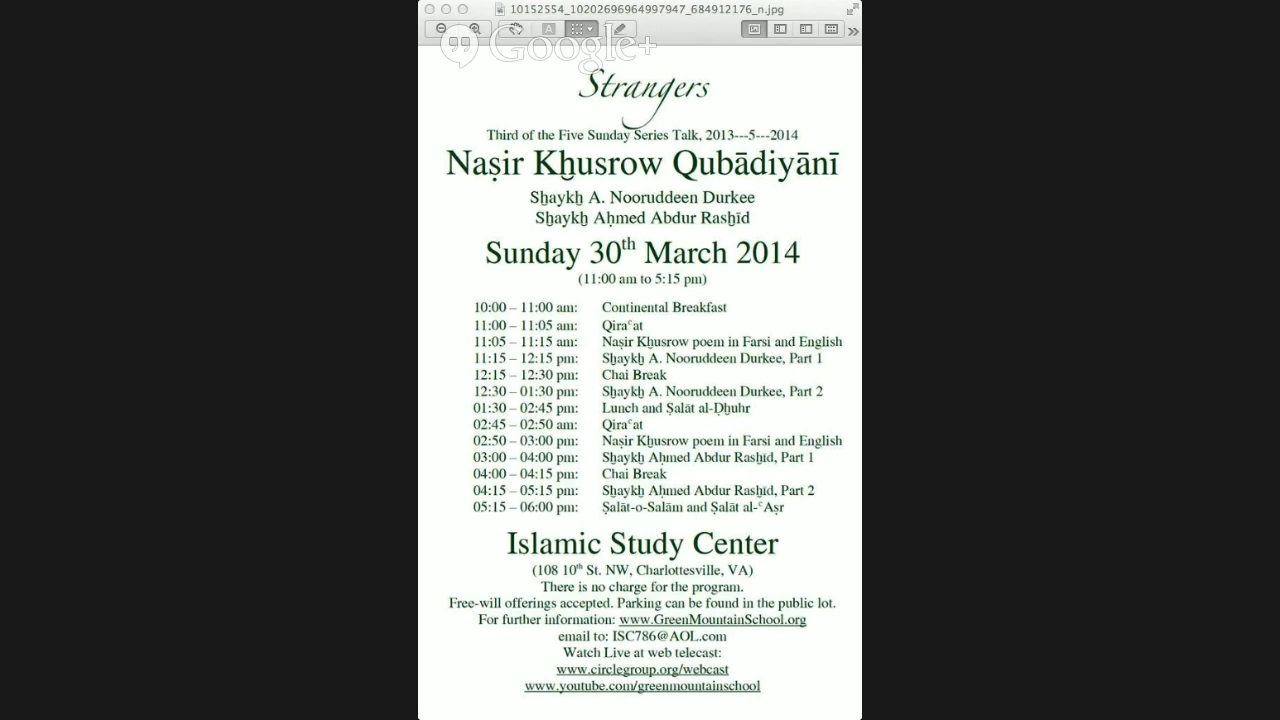 10152554_10202696964997947_684912176_n.jpg
Google+
Strangers
Third of the Five Sunday Series Talk, 2013---5---2014
Naṣir Kẖusrow Qubādiyānī
Sẖaykẖ A. Nooruddeen Durkee
Sẖaykẖ Aḥmed Abdur Rasẖīd
Sunday 30th March 2014
(11:00 am to 5:15 pm)
10:00 – 11:00 am: Continental Breakfast
11:00 – 11:05 am: Qiraʿat
11:05 – 11:15 am: Naṣir Kẖusrow poem in Farsi and English
11:15 – 12:15 pm: Sẖaykẖ A. Nooruddeen Durkee, Part 1
12:15 – 12:30 pm: Chai Break
12:30 – 01:30 pm: Sẖaykẖ A. Nooruddeen Durkee, Part 2
01:30 – 02:45 pm: Lunch and Ṣalāt al-Ḍẖuhr
02:45 – 02:50 am: Qiraʿat
02:50 – 03:00 pm: Naṣir Kẖusrow poem in Farsi and English
03:00 – 04:00 pm: Sẖaykẖ Aḥmed Abdur Rasẖīd, Part 1
04:00 – 04:15 pm: Chai Break
04:15 – 05:15 pm: Sẖaykẖ Aḥmed Abdur Rasẖīd, Part 2
05:15 – 06:00 pm: Ṣalāt-o-Salām and Ṣalāt al-ʿAṣr
Islamic Study Center
(108 10th St. NW, Charlottesville, VA)
There is no charge for the program.
Free-will offerings accepted. Parking can be found in the public lot.
For further information: www.GreenMountainSchool.org
email to: ISC786@AOL.com
Watch Live at web telecast:
www.circlegroup.org/webcast
www.youtube.com/greenmountainschool